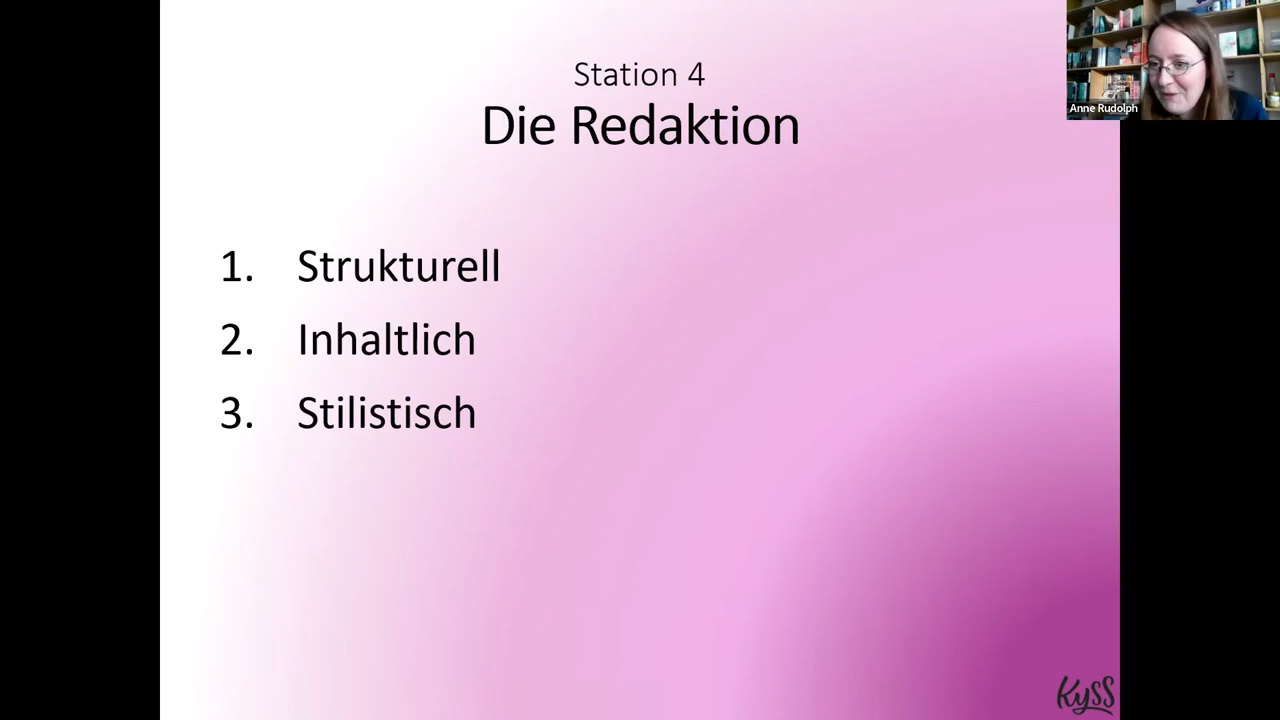 Station 4
Die Redaktion
Anne Rudolph
1. Strukturell
2. Inhaltlich
3. Stilistisch
Kyss